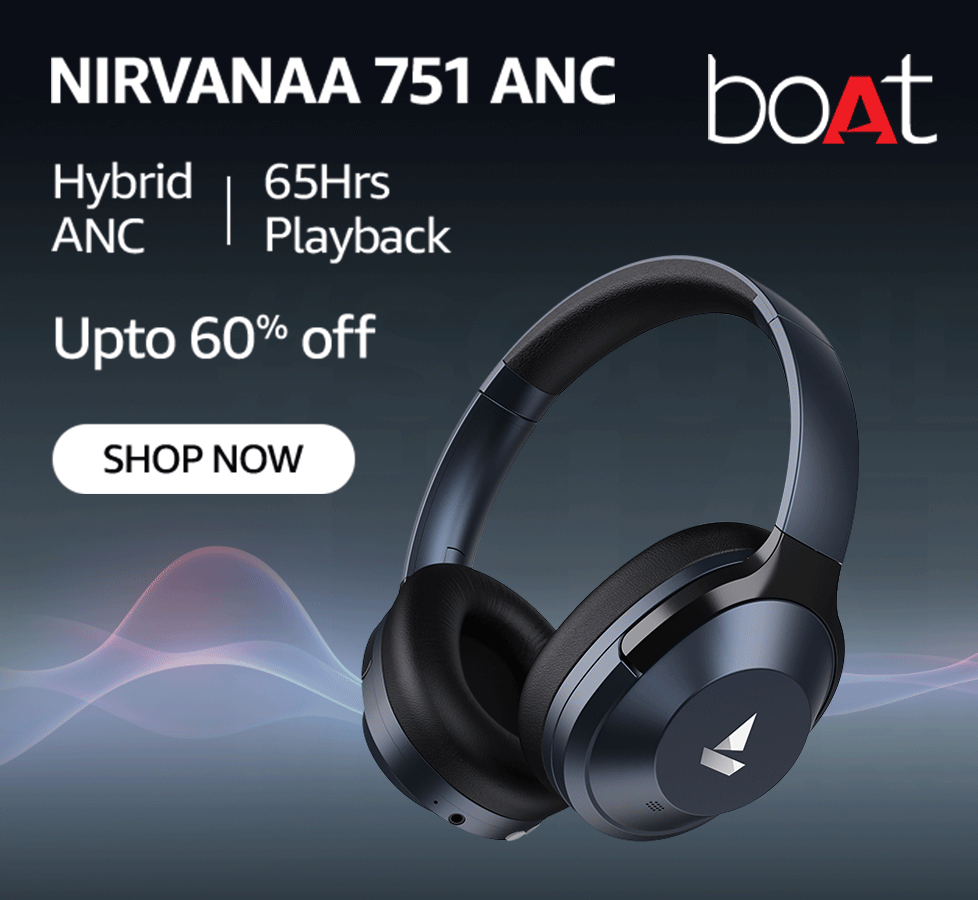 NIRVANAA 751 ANC
boAt
Hybrid
ANC
65Hrs
Playback
Upto 60% off
SHOP NOW